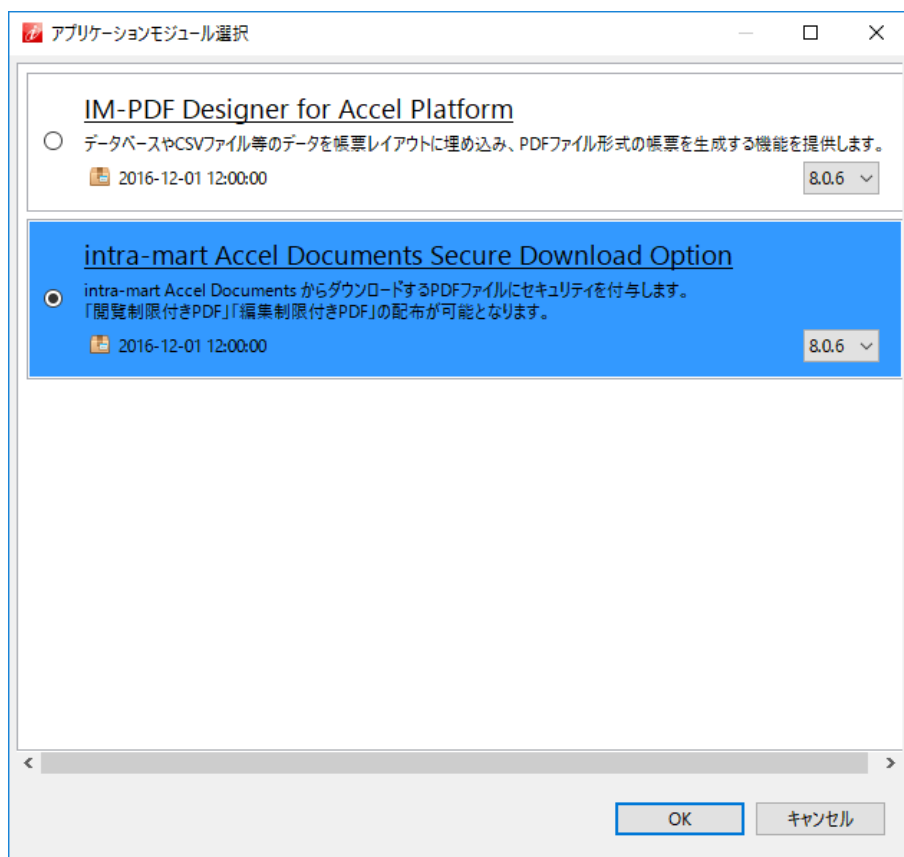 アプリケーションモジュール選択
IM-PDF Designer for Accel Platform
データベースやCSVファイル等のデータを帳票レイアウトに埋め込み、PDFファイル形式の帳票を生成する機能を提供します。
2016-12-01 12:00:00
8.0.6
intra-mart Accel Documents Secure Download Option
intra-mart Accel Documents からダウンロードするPDFファイルにセキュリティを付与します。
「閲覧制限付きPDF」「編集制限付きPDF」の配布が可能となります。
2016-12-01 12:00:00
8.0.6
OK
キャンセル